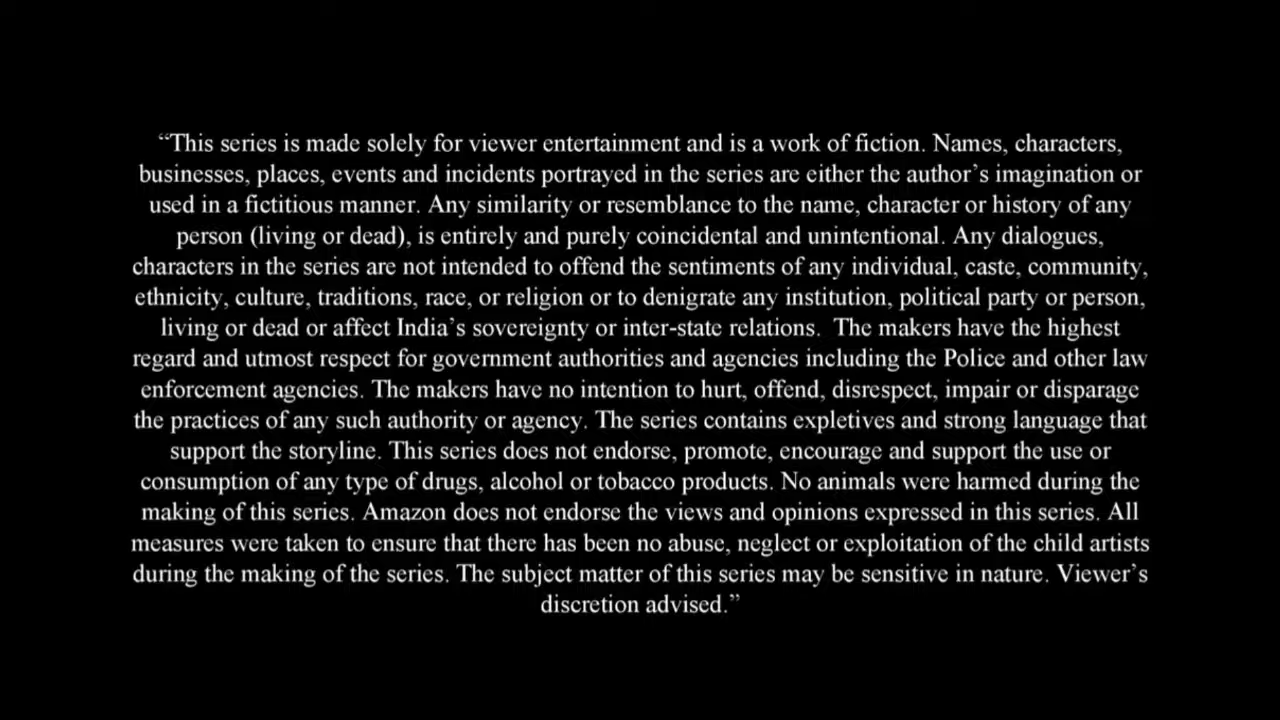 “This series is made solely for viewer entertainment and is a work of fiction. Names, characters,
businesses, places, events and incidents portrayed in the series are either the author’s imagination or
used in a fictitious manner. Any similarity or resemblance to the name, character or history of any
person (living or dead), is entirely and purely coincidental and unintentional. Any dialogues,
characters in the series are not intended to offend the sentiments of any individual, caste, community,
ethnicity, culture, traditions, race, or religion or to denigrate any institution, political party or person,
living or dead or affect India’s sovereignty or inter-state relations.  The makers have the highest
regard and utmost respect for government authorities and agencies including the Police and other law
enforcement agencies. The makers have no intention to hurt, offend, disrespect, impair or disparage
the practices of any such authority or agency. The series contains expletives and strong language that
support the storyline. This series does not endorse, promote, encourage and support the use or
consumption of any type of drugs, alcohol or tobacco products. No animals were harmed during the
making of this series. Amazon does not endorse the views and opinions expressed in this series. All
measures were taken to ensure that there has been no abuse, neglect or exploitation of the child artists
during the making of the series. The subject matter of this series may be sensitive in nature. Viewer’s
discretion advised.”